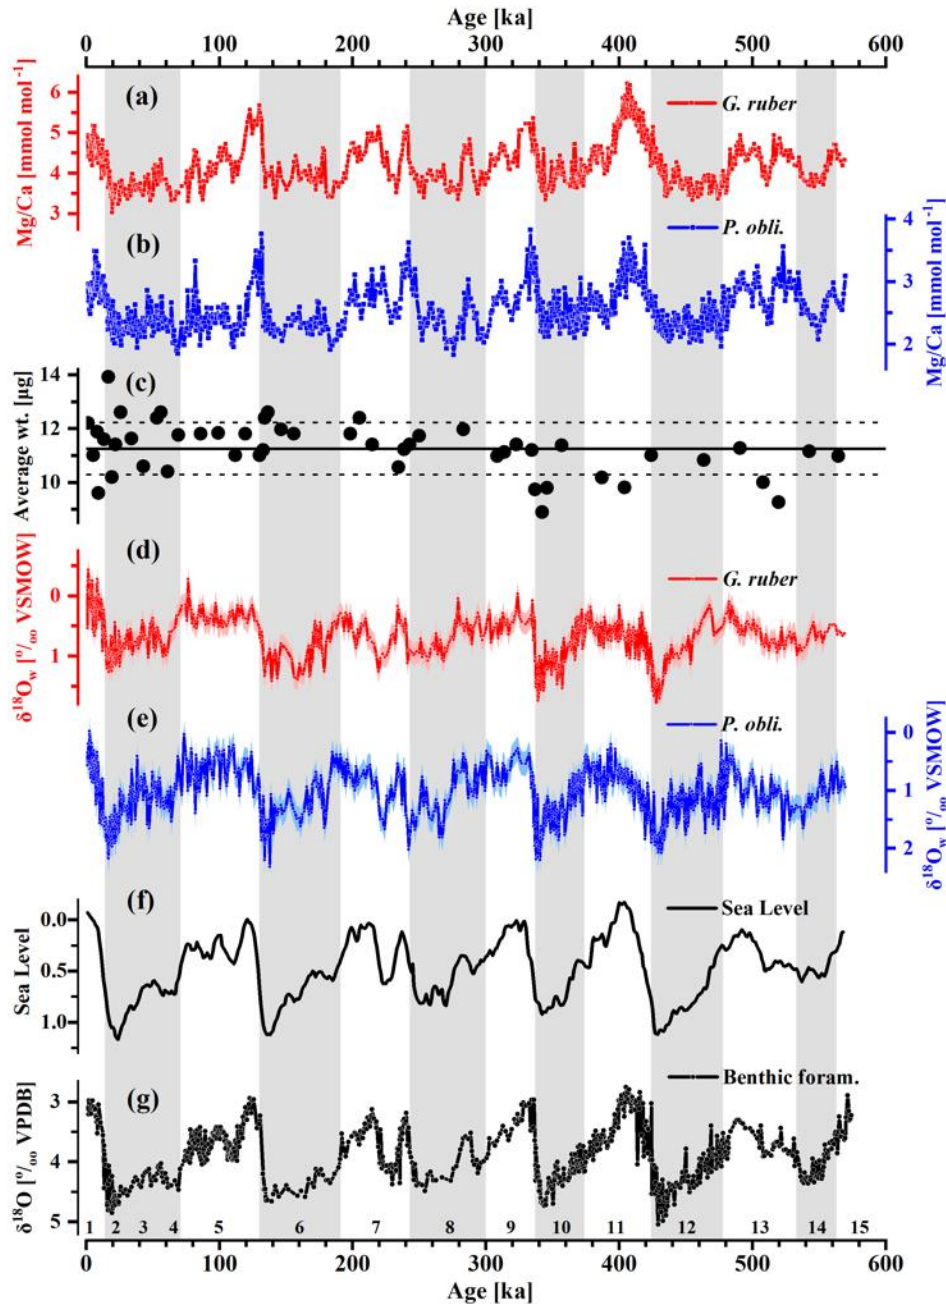 Age [ka]
0 100 200 300 400 500 600
(a)
G. ruber
6
5
4
3
Mg/Ca [mmol mol⁻¹]
(b)
P. obli.
4
3
2
Mg/Ca [mmol mol⁻¹]
(c)
14
12
10
Average wt. [µg]
(d)
G. ruber
0
1
δ¹⁸Ow [º/oo VSMOW]
(e)
P. obli.
0
1
2
δ¹⁸Ow [º/oo VSMOW]
(f)
Sea Level
0.0
0.5
1.0
Sea Level
(g)
Benthic foram.
3
4
5
δ¹⁸O [º/oo VPDB]
1 2 3 4 5 6 7 8 9 10 11 12 13 14 15
0 100 200 300 400 500 600
Age [ka]